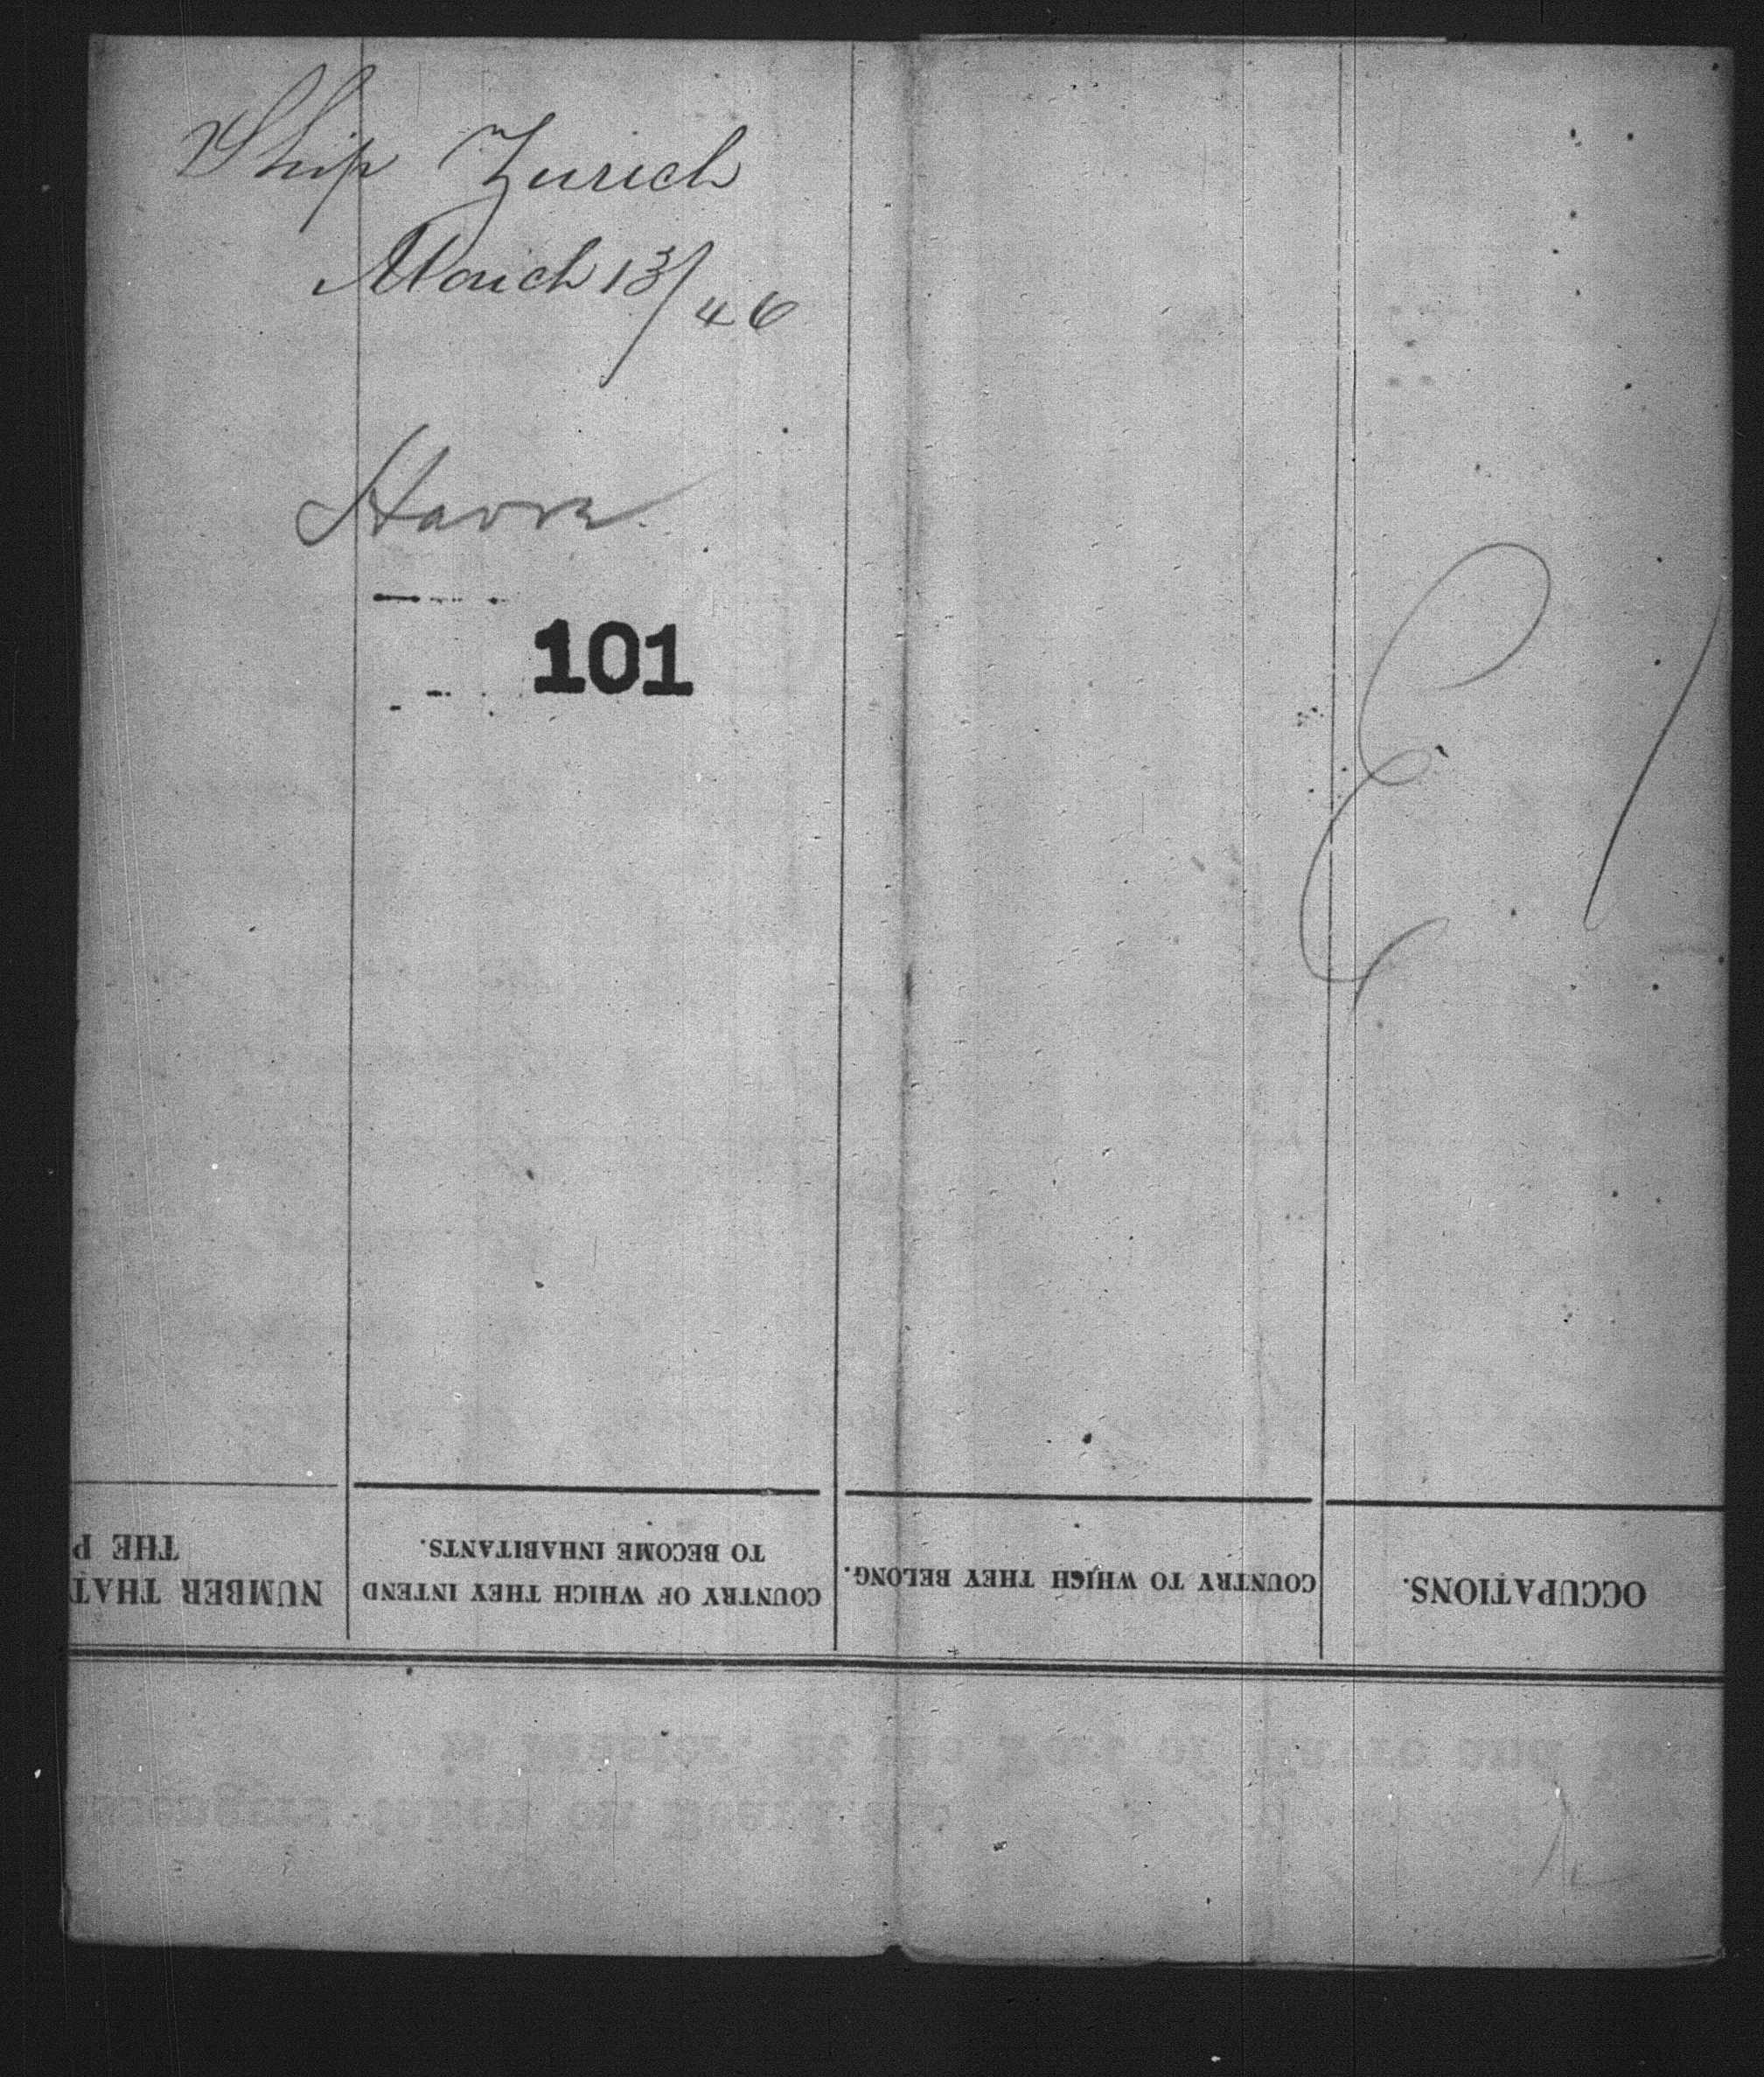 Ship Zurich
March 13/46
Havre
101
E
OCCUPATIONS.
COUNTRY TO WHICH THEY BELONG.
COUNTRY OF WHICH THEY INTEND
TO BECOME INHABITANTS.
NUMBER THAT
THE P